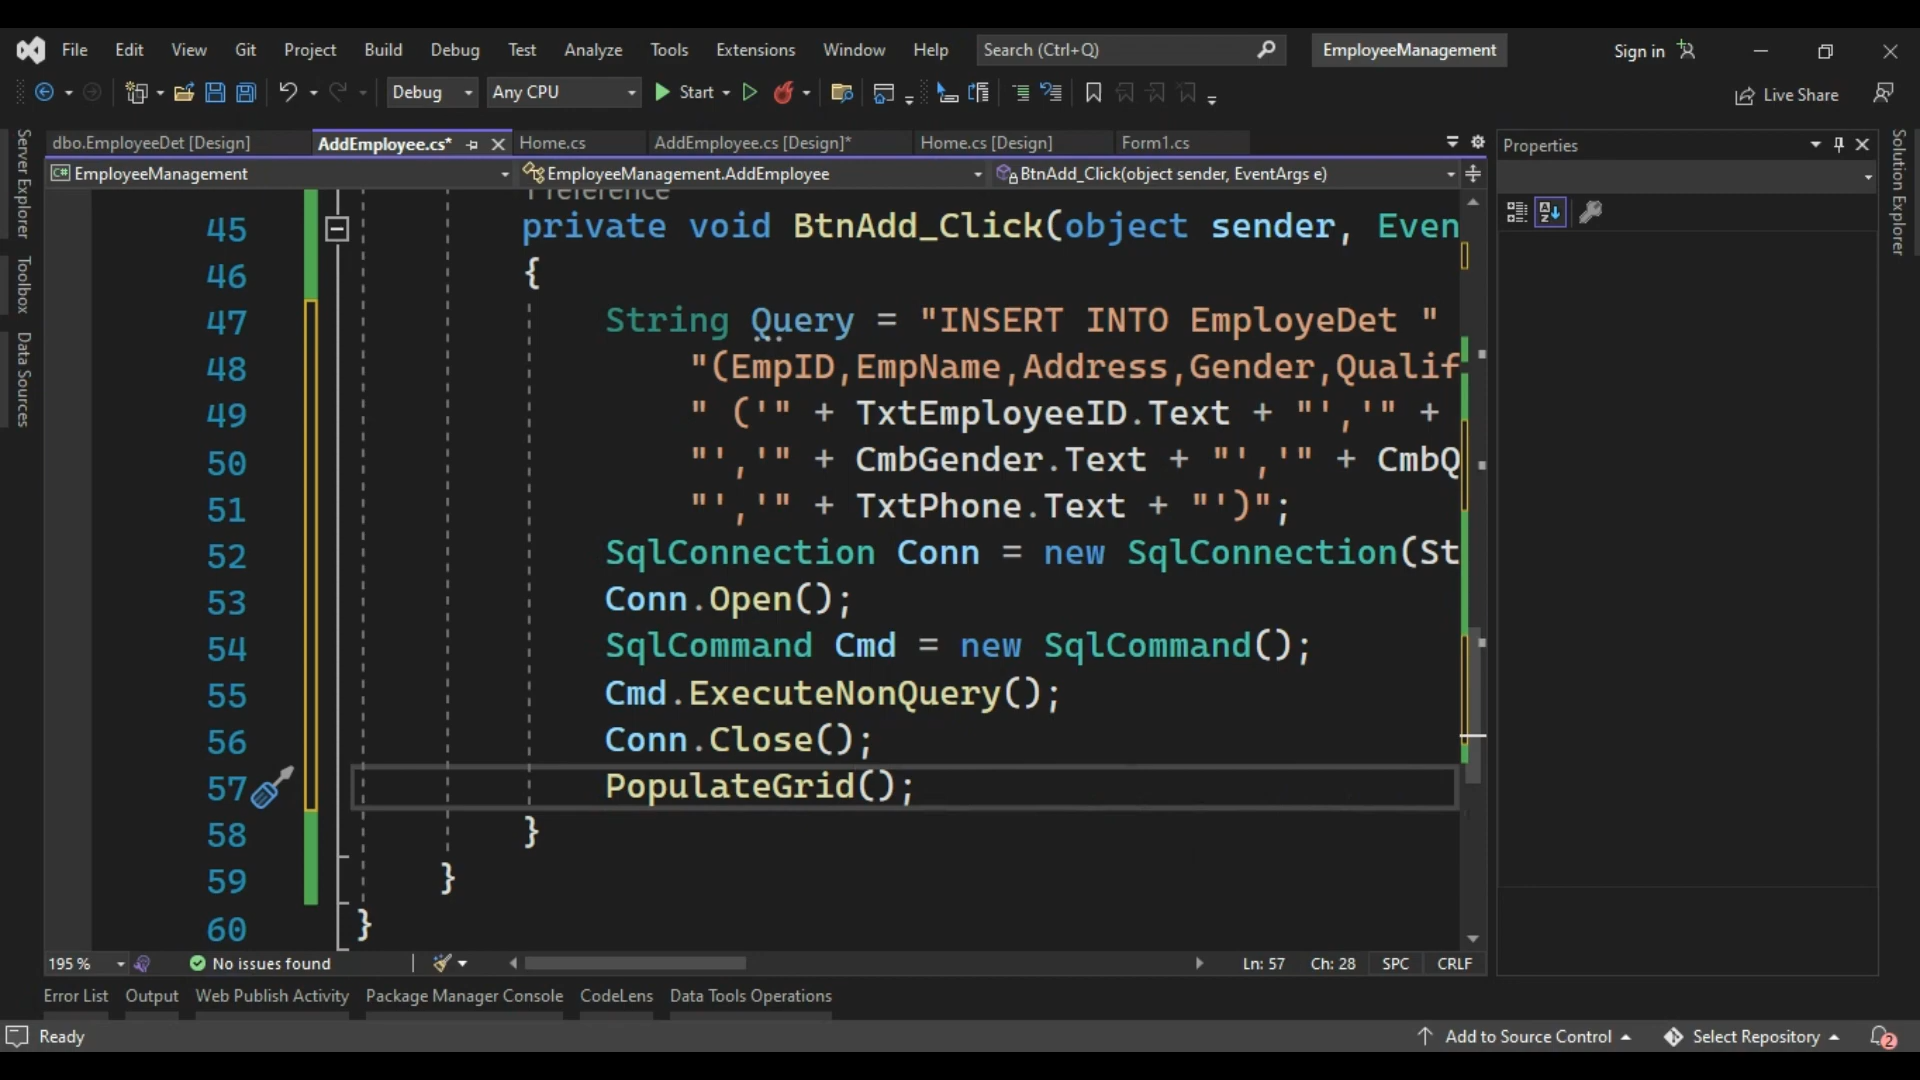 File Edit View Git Project Build Debug Test Analyze Tools Extensions Window Help Search (Ctrl+Q) EmployeeManagement Sign in
Debug Any CPU Start Live Share
dbo.EmployeeDet [Design] AddEmployee.cs* Home.cs AddEmployee.cs [Design]* Home.cs [Design] Form1.cs
EmployeeManagement EmployeeManagement.AddEmployee BtnAdd_Click(object sender, EventArgs e)
Server Explorer
Toolbox
Data Sources
45 private void BtnAdd_Click(object sender, Even
46 {
47 String Query = "INSERT INTO EmployeDet "
48 "(EmpID,EmpName,Address,Gender,Qualif
49 " ('" + TxtEmployeeID.Text + "','" +
50 "','" + CmbGender.Text + "','" + CmbQ
51 "','" + TxtPhone.Text + "')";
52 SqlConnection Conn = new SqlConnection(St
53 Conn.Open();
54 SqlCommand Cmd = new SqlCommand();
55 Cmd.ExecuteNonQuery();
56 Conn.Close();
57 PopulateGrid();
58 }
59 }
60 }
195 % No issues found Ln: 57 Ch: 28 SPC CRLF
Properties
Solution Explorer
Error List Output Web Publish Activity Package Manager Console CodeLens Data Tools Operations
Ready Add to Source Control Select Repository 2